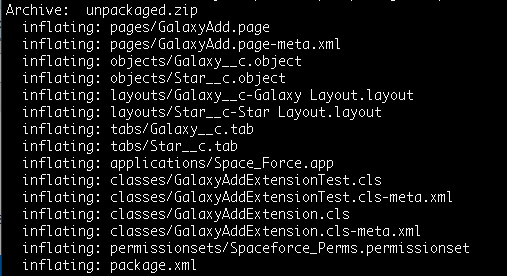 Archive:  unpackaged.zip
  inflating: pages/GalaxyAdd.page
  inflating: pages/GalaxyAdd.page-meta.xml
  inflating: objects/Galaxy__c.object
  inflating: objects/Star__c.object
  inflating: layouts/Galaxy__c-Galaxy Layout.layout
  inflating: layouts/Star__c-Star Layout.layout
  inflating: tabs/Galaxy__c.tab
  inflating: tabs/Star__c.tab
  inflating: applications/Space_Force.app
  inflating: classes/GalaxyAddExtensionTest.cls
  inflating: classes/GalaxyAddExtensionTest.cls-meta.xml
  inflating: classes/GalaxyAddExtension.cls
  inflating: classes/GalaxyAddExtension.cls-meta.xml
  inflating: permissionsets/Spaceforce_Perms.permissionset
  inflating: package.xml